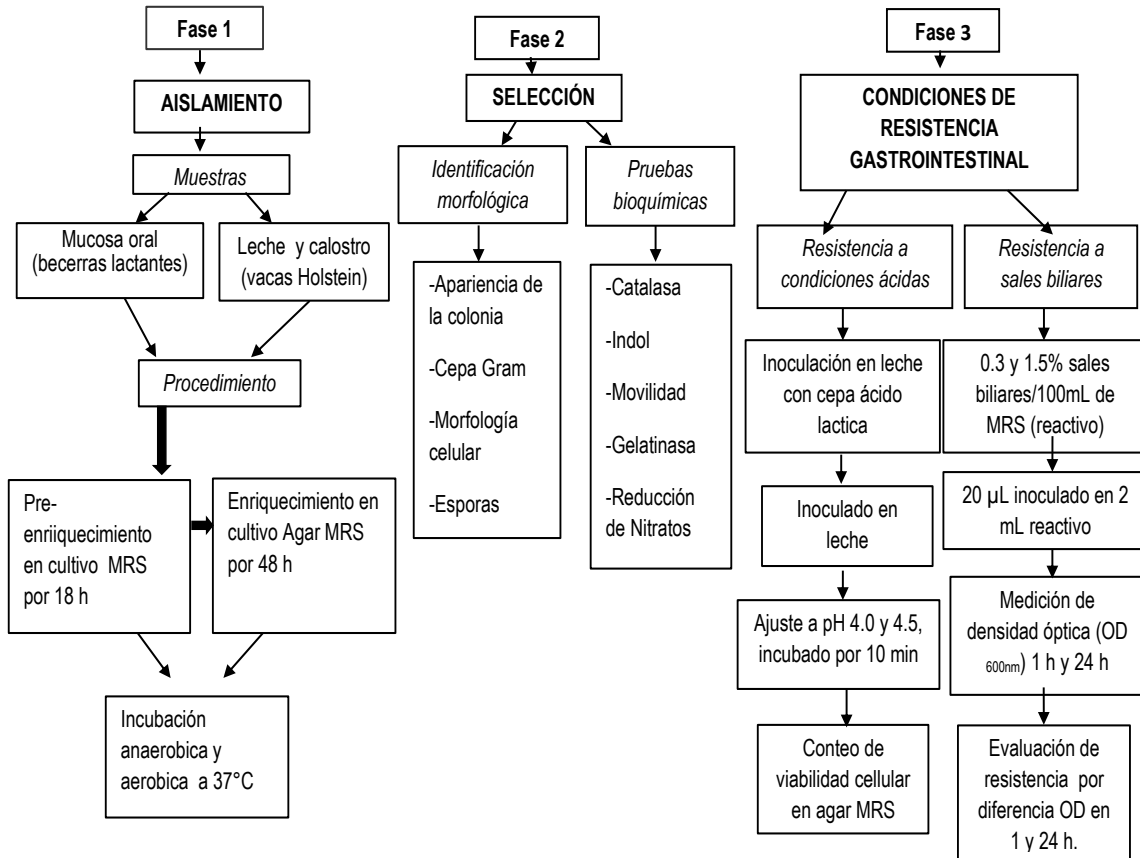 Fase 1
AISLAMIENTO
Muestras
Mucosa oral
(becerras lactantes)
Leche y calostro
(vacas Holstein)
Procedimiento
Pre-
enriiquecimiento
en cultivo MRS
por 18 h
Enriquecimiento en
cultivo Agar MRS
por 48 h
Incubación
anaerobica y
aerobica a 37°C
Fase 2
SELECCIÓN
Identificación
morfológica
-Apariencia de
la colonia
-Cepa Gram
-Morfología
celular
-Esporas
Pruebas
bioquímicas
-Catalasa
-Indol
-Movilidad
-Gelatinasa
-Reducción
de Nitratos
Fase 3
CONDICIONES DE
RESISTENCIA
GASTROINTESTINAL
Resistencia a
condiciones ácidas
Inoculación en leche
con cepa ácido
lactica
Inoculado en
leche
Ajuste a pH 4.0 y 4.5,
incubado por 10 min
Conteo de
viabilidad cellular
en agar MRS
Resistencia a
sales biliares
0.3 y 1.5% sales
biliares/100mL de
MRS (reactivo)
20 µL inoculado en 2
mL reactivo
Medición de
densidad óptica (OD
600nm) 1 h y 24 h
Evaluación de
resistencia por
diferencia OD en
1 y 24 h.